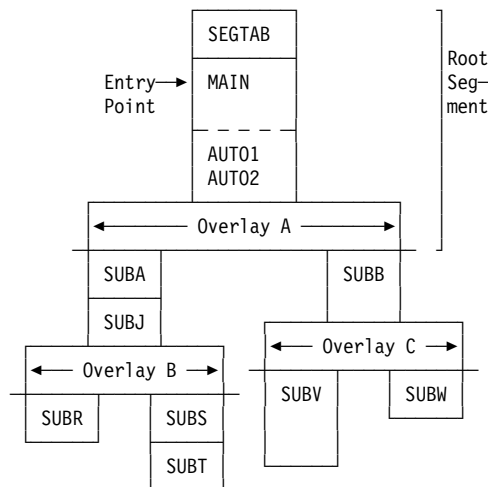 SEGTAB
Root
Entry MAIN Seg
Point ment
AUTO1
AUTO2
Overlay A
SUBA SUBB
SUBJ
Overlay B Overlay C
SUBR SUBS SUBV SUBW
SUBT